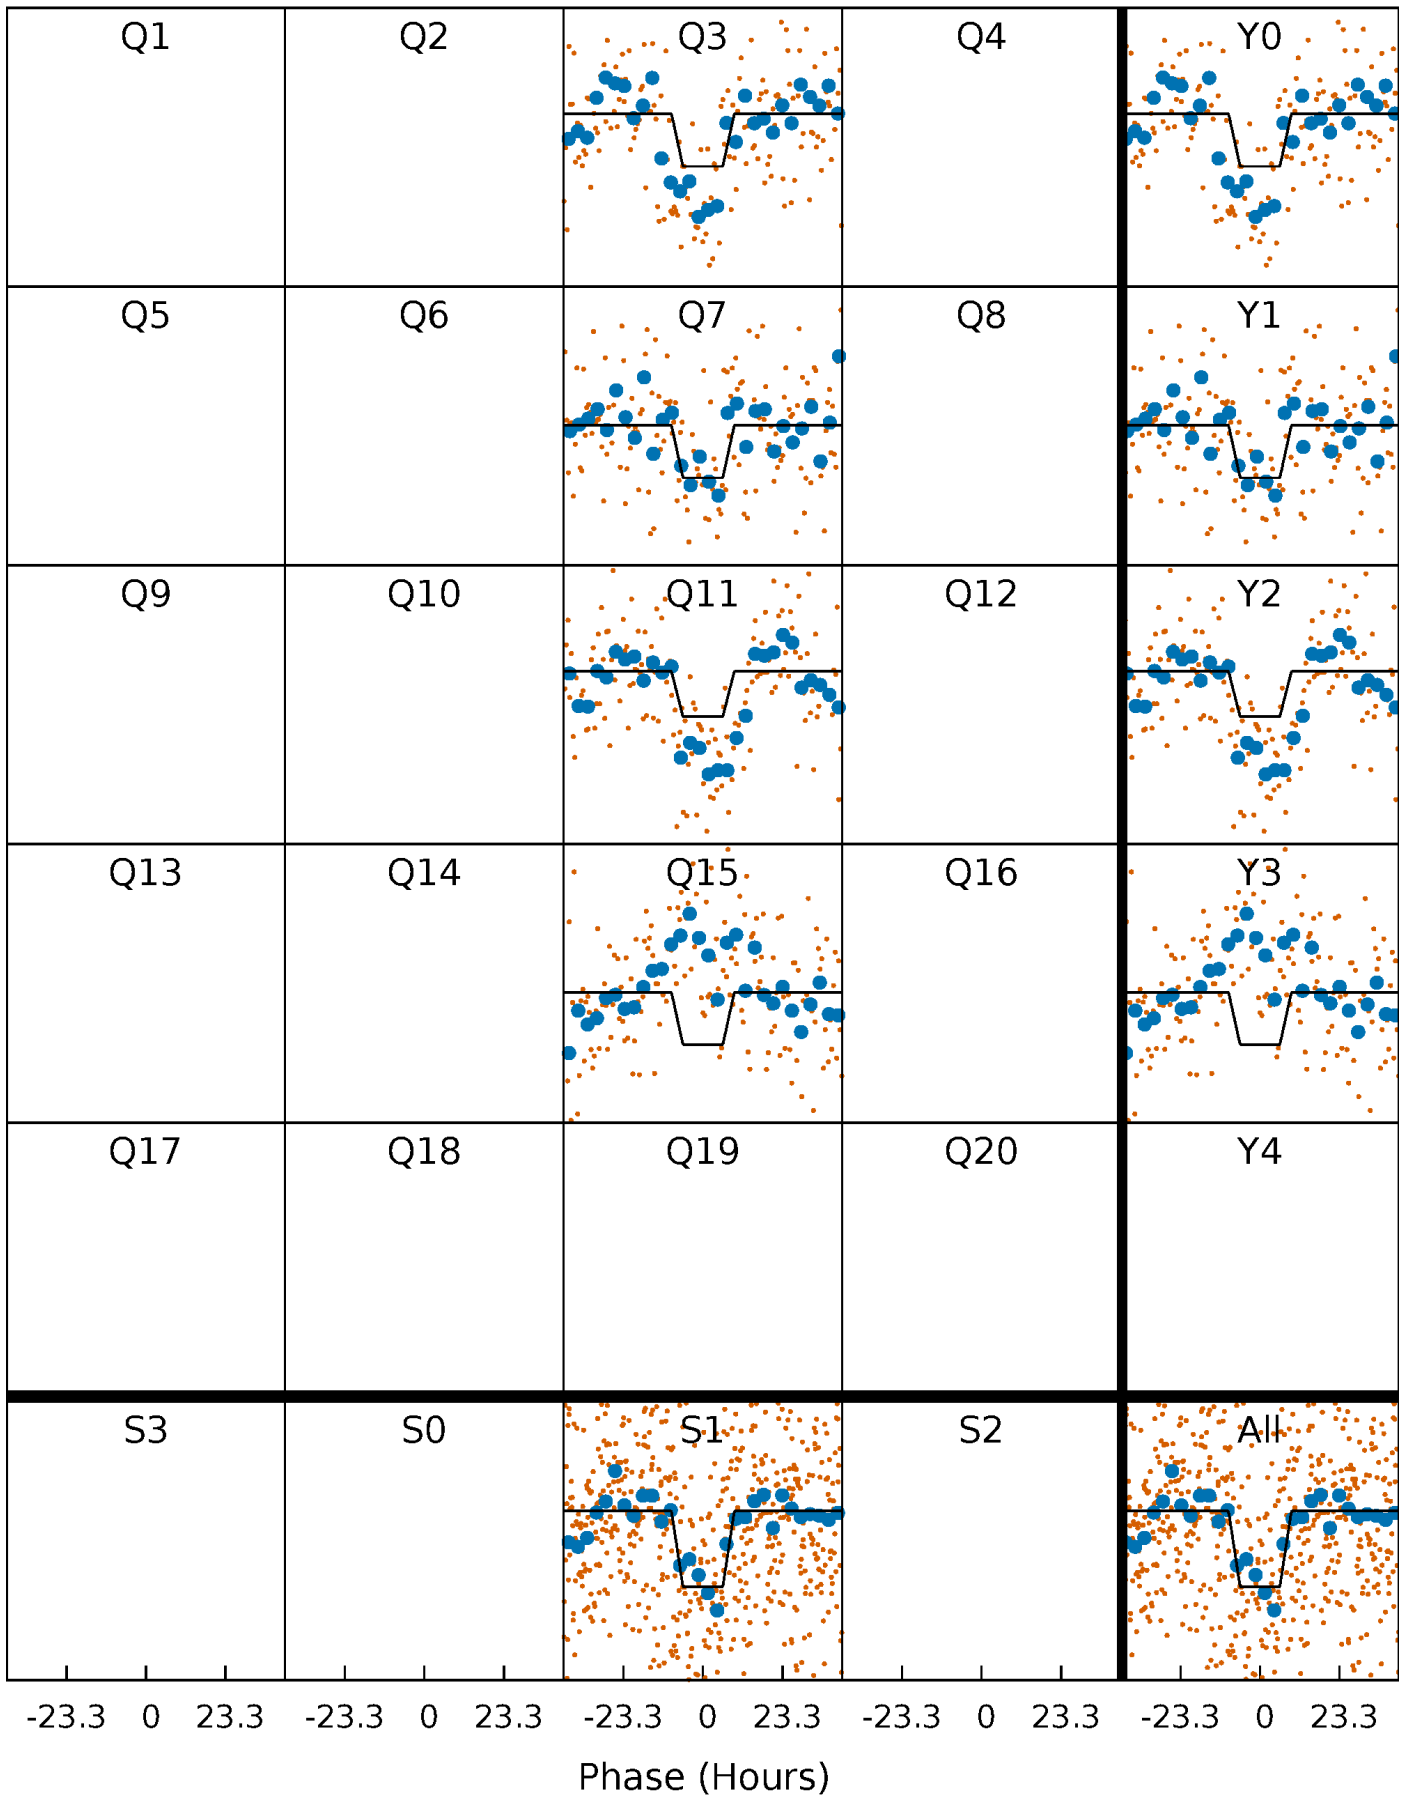 Q1 Q2 Q3 Q4 Y0
Q5 Q6 Q7 Q8 Y1
Q9 Q10 Q11 Q12 Y2
Q13 Q14 Q15 Q16 Y3
Q17 Q18 Q19 Q20 Y4
S3 S0 S1 S2 All
-23.3 0 23.3 -23.3 0 23.3 -23.3 0 23.3 -23.3 0 23.3 -23.3 0 23.3
Phase (Hours)